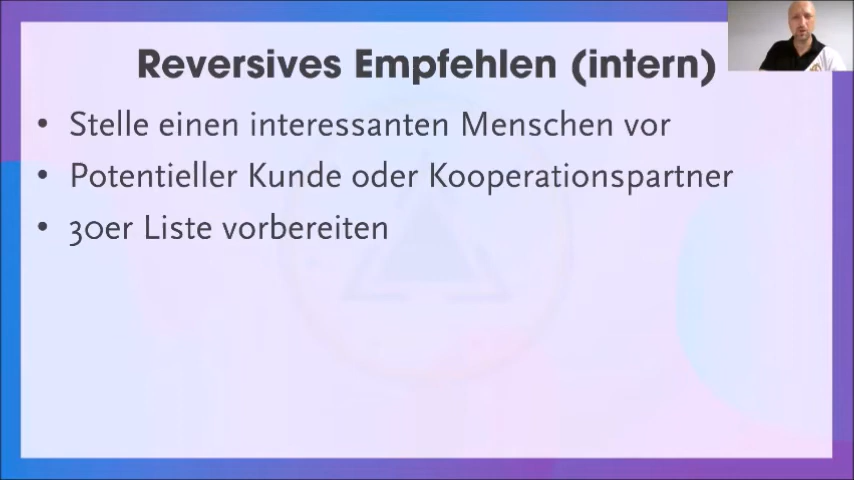 Reversives Empfehlen (intern)
• Stelle einen interessanten Menschen vor
• Potentieller Kunde oder Kooperationspartner
• 30er Liste vorbereiten